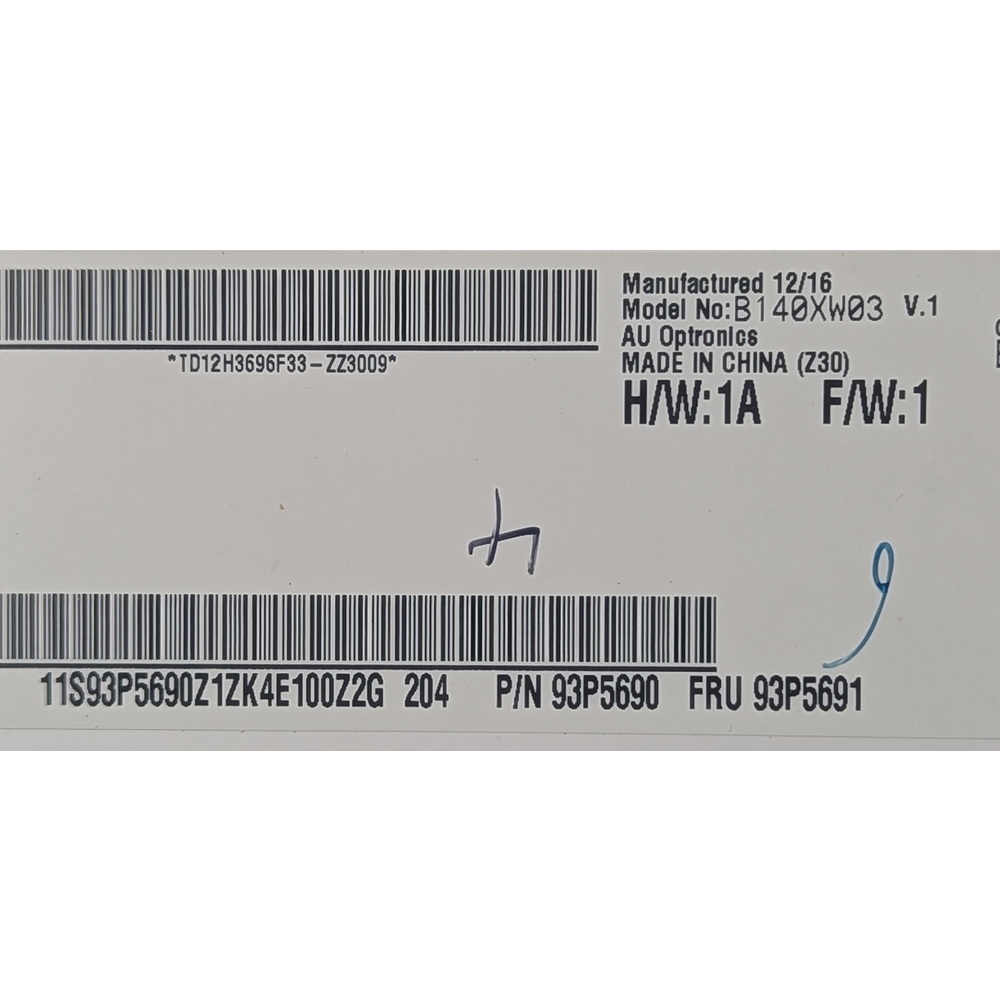 Manufactured 12/16
Model No:B140XW03 V.1
AU Optronics
MADE IN CHINA (Z30)
H/W:1A F/W:1
*TD12H3696F33-ZZ3009*
11S93P5690Z1ZK4E100Z2G 204 P/N 93P5690 FRU 93P5691